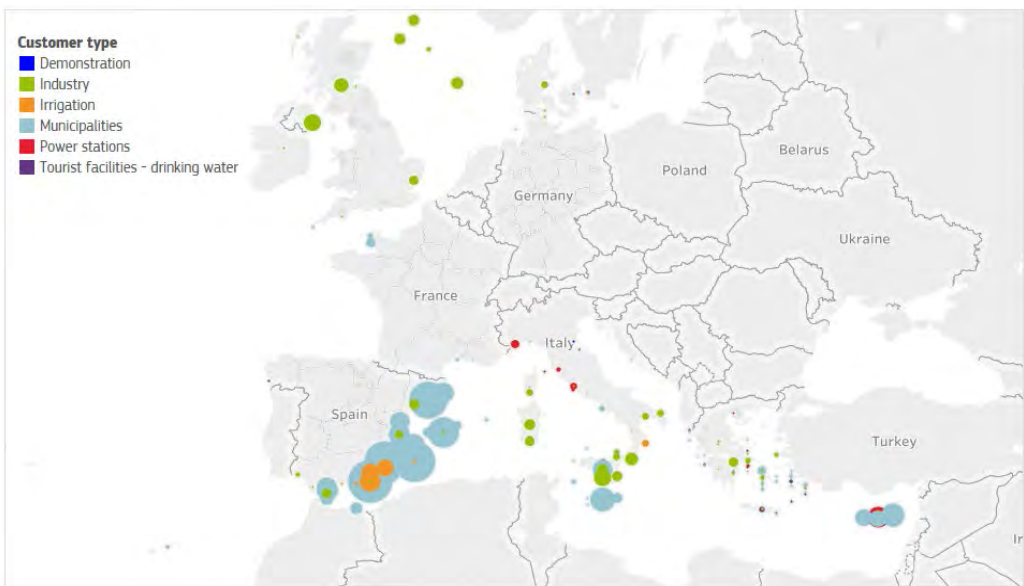 Customer type
Demonstration
Industry
Irrigation
Municipalities
Power stations
Tourist facilities - drinking water
Belarus
Poland
Germany
Ukraine
France
Italy
Spain
Turkey
Ir